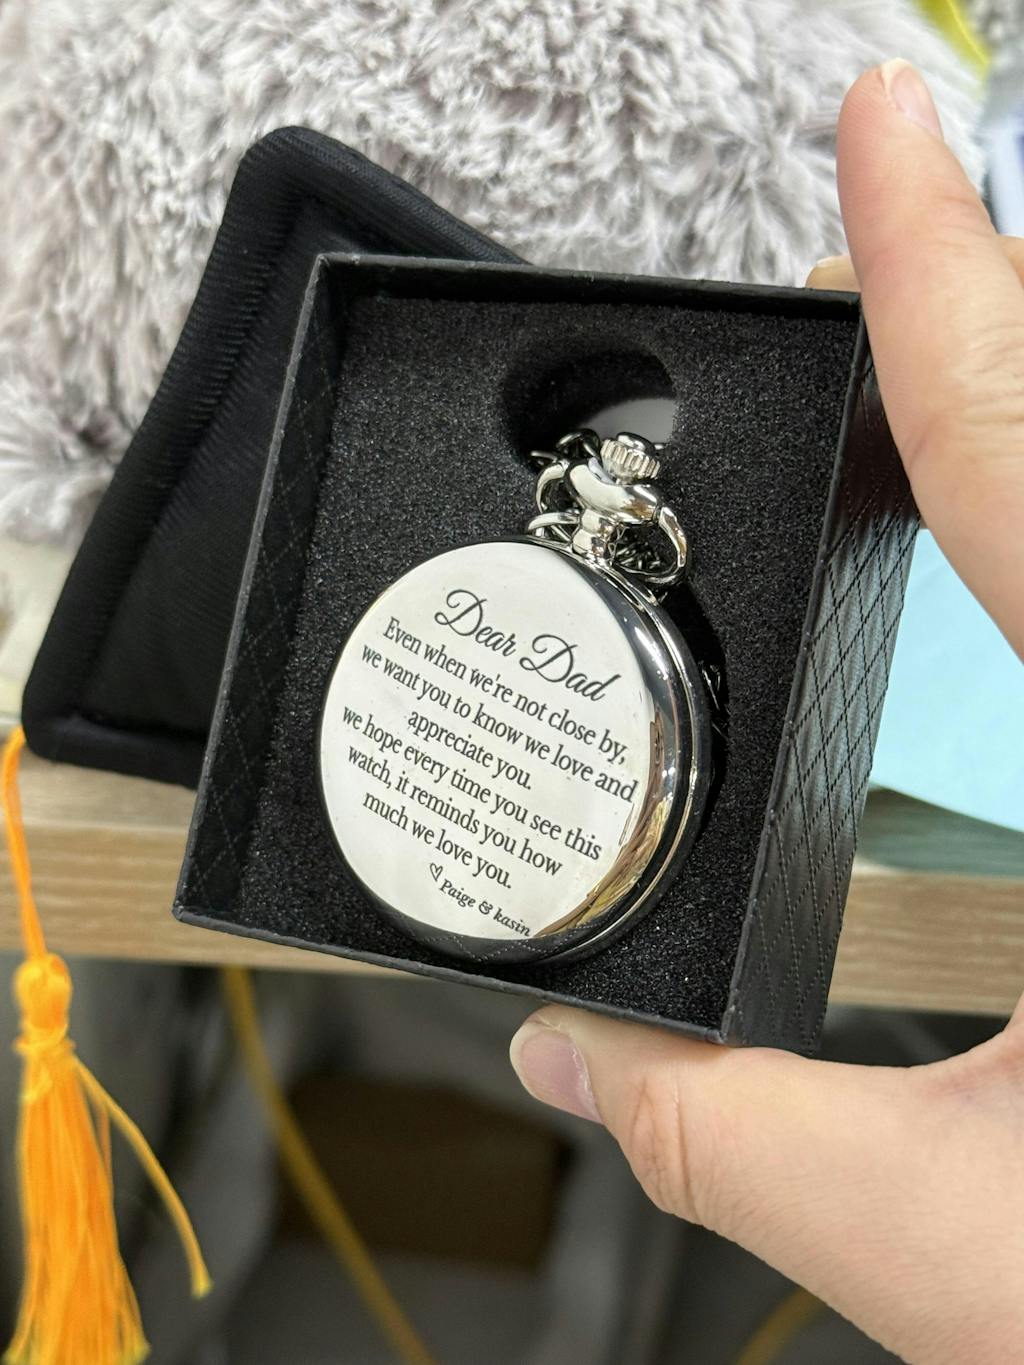 Dear Dad
Even when we're not close by,
we want you to know we love and
appreciate you.
we hope every time you see this
watch, it reminds you how
much we love you.
♡ Paige & kasin